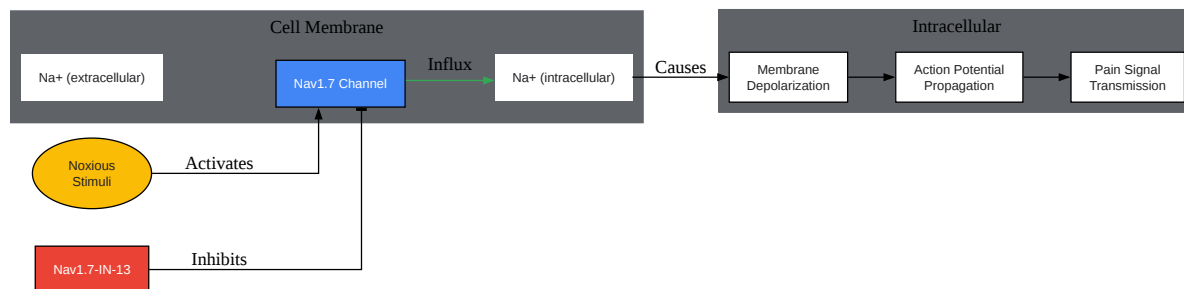 Cell Membrane
Na+ (extracellular)
Nav1.7 Channel
Influx
Na+ (intracellular)
Causes
Intracellular
Membrane
Depolarization
Action Potential
Propagation
Pain Signal
Transmission
Noxious
Stimuli
Activates
Nav1.7-IN-13
Inhibits